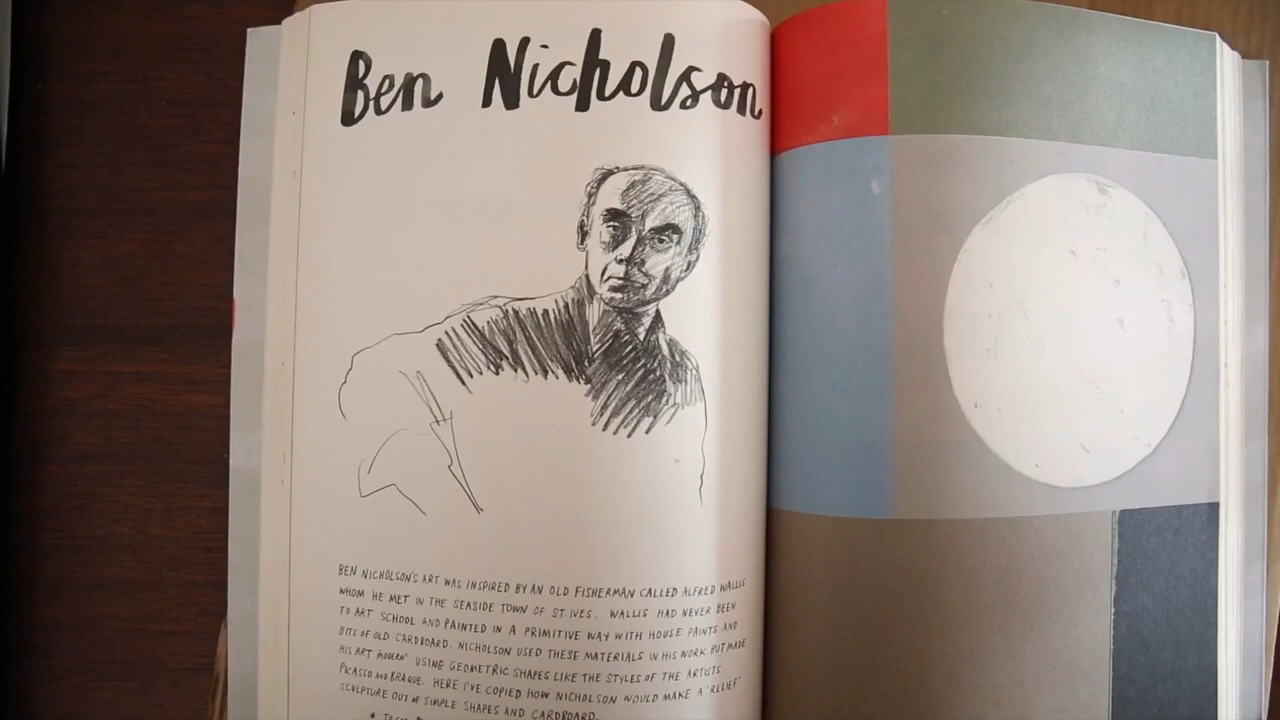 Ben Nicholson
BEN NICHOLSON'S ART WAS INSPIRED BY AN OLD FISHERMAN CALLED ALFRED WALLIS
WHOM HE MET IN THE SEASIDE TOWN OF ST. IVES. WALLIS HAD NEVER BEEN
TO ART SCHOOL AND PAINTED IN A PRIMITIVE WAY WITH HOUSE PAINTS AND
BITS OF OLD CARDBOARD. NICHOLSON USED THESE MATERIALS IN HIS WORK BUT MADE
HIS ART 'MODERN' USING GEOMETRIC SHAPES LIKE THE STYLES OF THE ARTISTS
PICASSO AND BRAQUE. HERE I'VE COPIED HOW NICHOLSON WOULD MAKE A 'RELIEF'
SCULPTURE OUT OF SIMPLE SHAPES AND CARDBOARD.